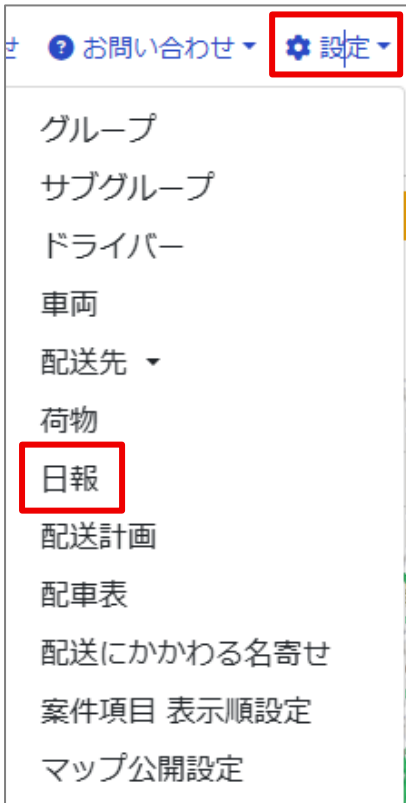 せ お問い合わせ 設定
グループ
サブグループ
ドライバー
車両
配送先
荷物
日報
配送計画
配車表
配送にかかわる名寄せ
案件項目 表示順設定
マップ公開設定